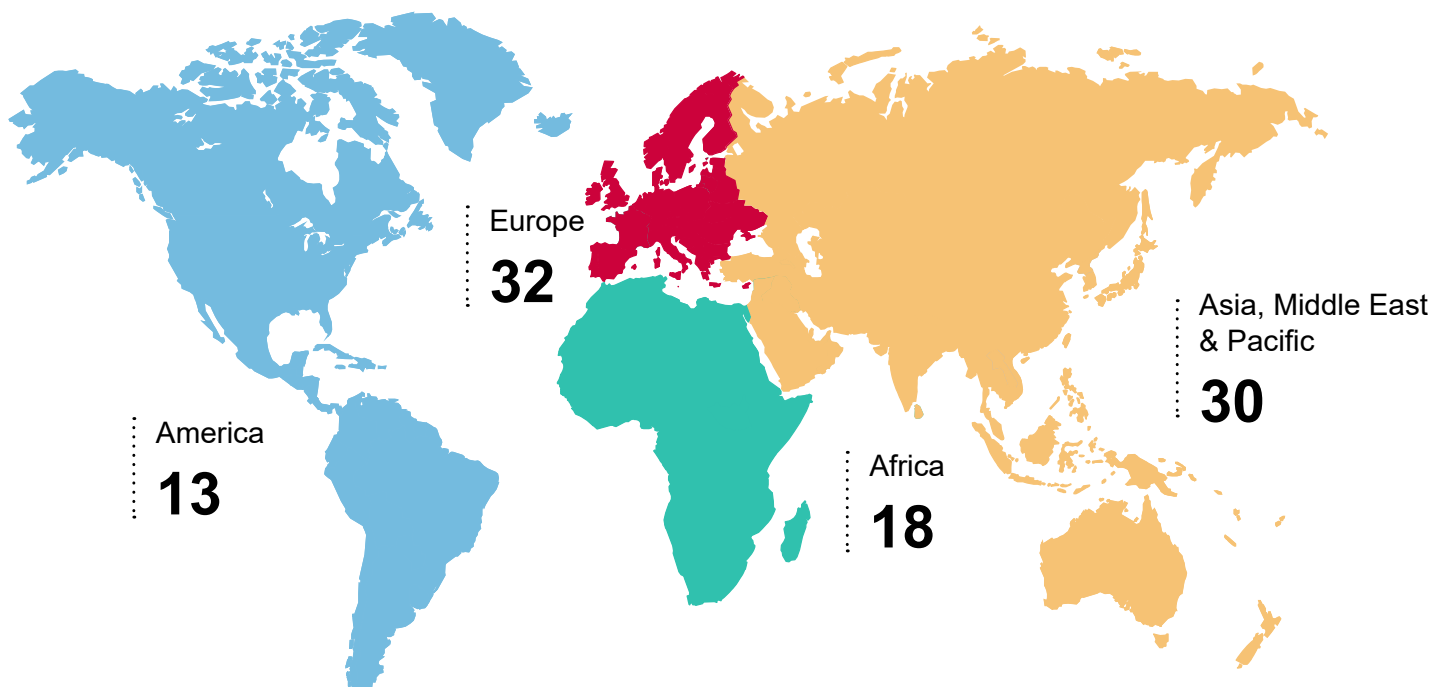 Europe
32
Asia, Middle East
& Pacific
30
America
13
Africa
18